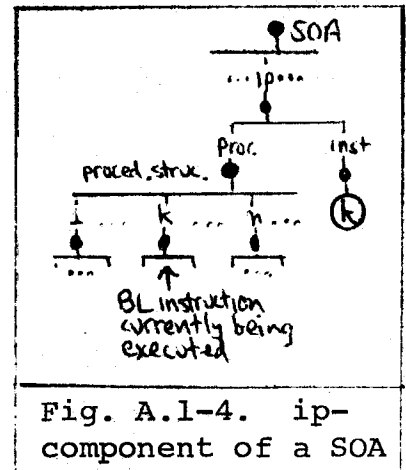 SOA
...ip...
proc. inst
proced.struc.
1 ... k ... n ...
k
... ...
BL instruction
currently being
executed
Fig. A.1-4. ip-
component of a SOA